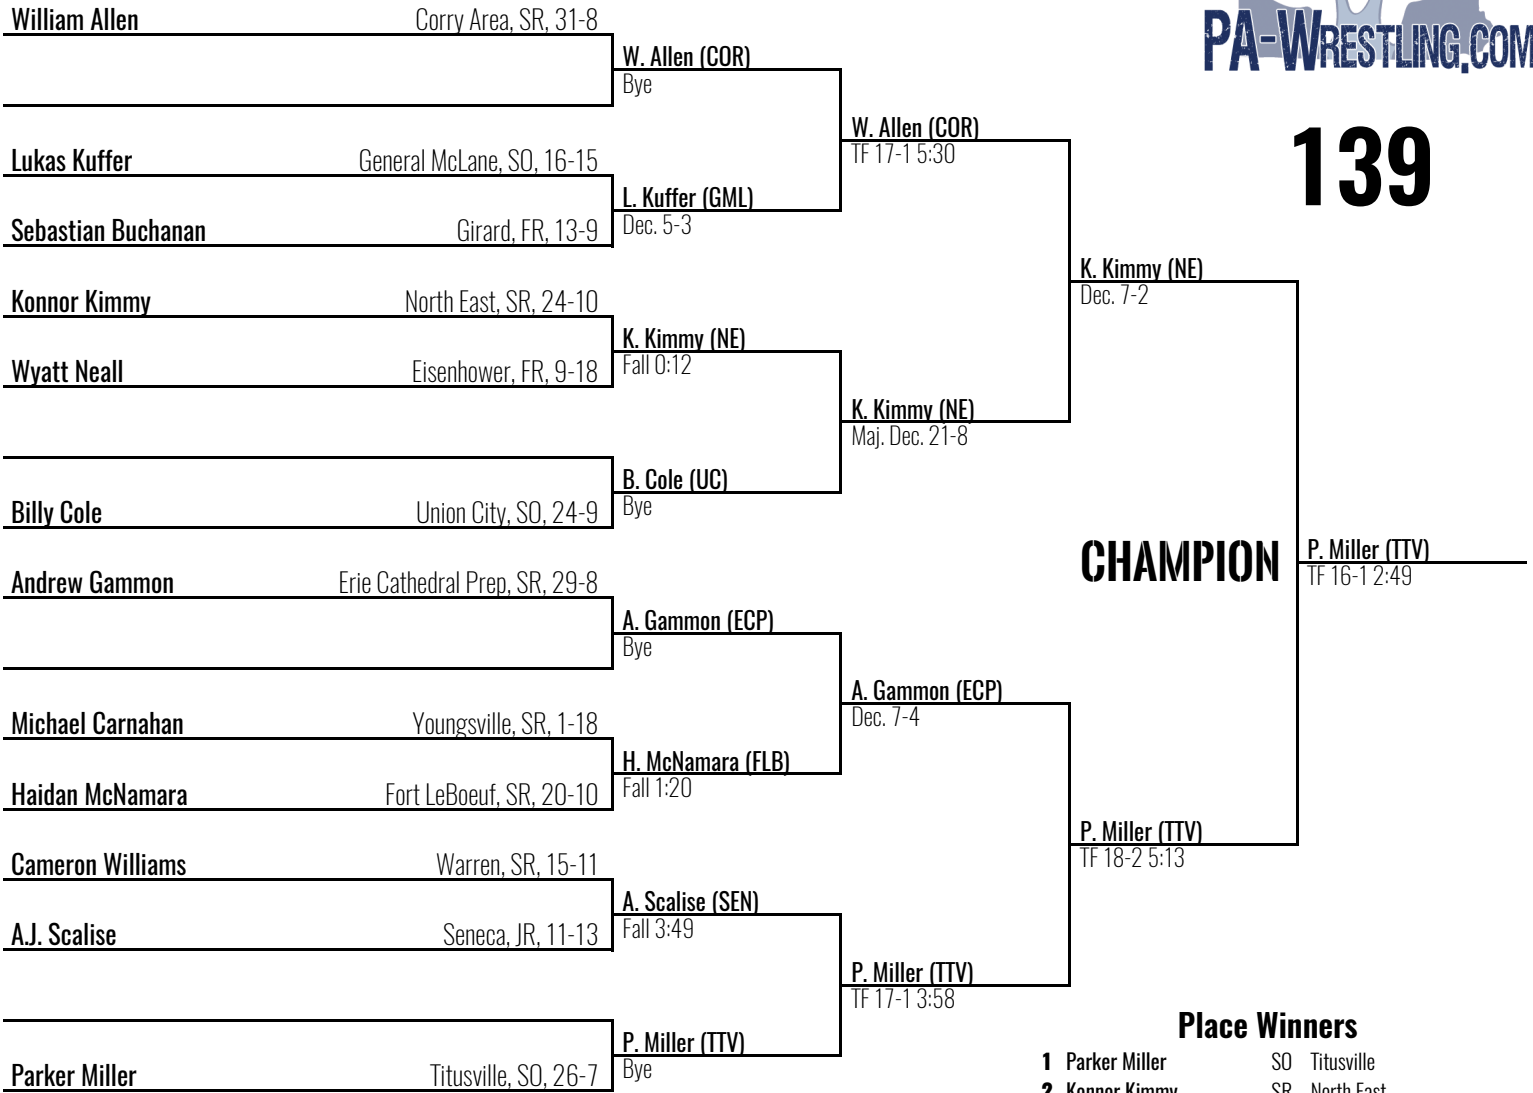 PA-WRESTLING.COM
139
William Allen Corry Area, SR, 31-8
W. Allen (COR)
Bye
W. Allen (COR)
TF 17-1 5:30
Lukas Kuffer General McLane, SO, 16-15
L. Kuffer (GML)
Dec. 5-3
Sebastian Buchanan Girard, FR, 13-9
K. Kimmy (NE)
Dec. 7-2
Konnor Kimmy North East, SR, 24-10
K. Kimmy (NE)
Fall 0:12
Wyatt Neall Eisenhower, FR, 9-18
K. Kimmy (NE)
Maj. Dec. 21-8
B. Cole (UC)
Bye
Billy Cole Union City, SO, 24-9
CHAMPION
P. Miller (TTV)
TF 16-1 2:49
Andrew Gammon Erie Cathedral Prep, SR, 29-8
A. Gammon (ECP)
Bye
A. Gammon (ECP)
Dec. 7-4
Michael Carnahan Youngsville, SR, 1-18
H. McNamara (FLB)
Fall 1:20
Haidan McNamara Fort LeBoeuf, SR, 20-10
P. Miller (TTV)
TF 18-2 5:13
Cameron Williams Warren, SR, 15-11
A. Scalise (SEN)
Fall 3:49
A.J. Scalise Seneca, JR, 11-13
P. Miller (TTV)
TF 17-1 3:58
P. Miller (TTV)
Bye
Parker Miller Titusville, SO, 26-7
Place Winners
1 Parker Miller SO Titusville
2 Konnor Kimmy SR North East